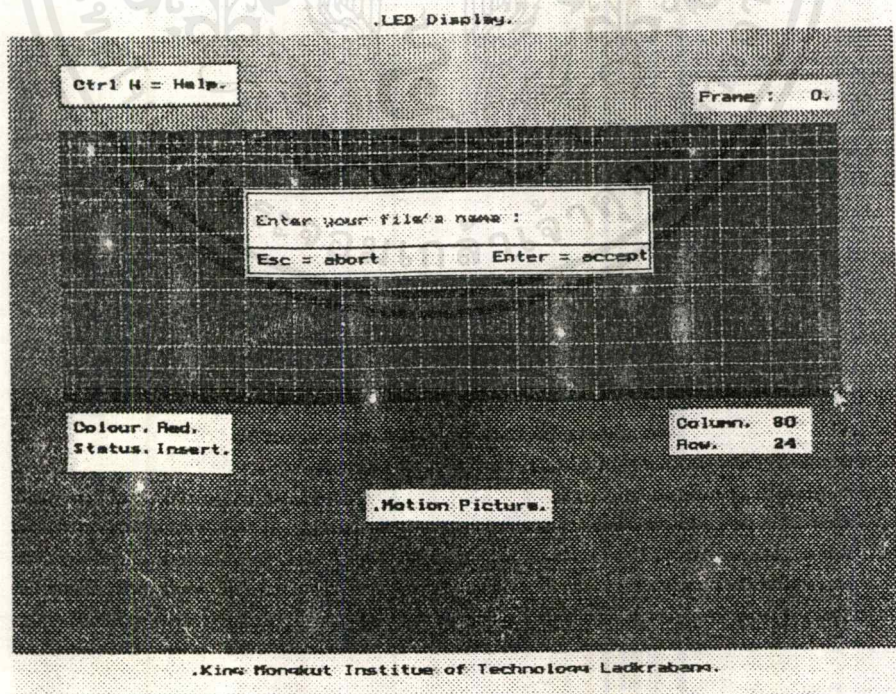 .LED Display.
Ctrl H = Help.
Frame : 0.
Enter your file's name :
Esc = abort Enter = accept
Colour. Red.
Status. Insert.
Column. 80
Row. 24
.Motion Picture.
.King Mongkut Institue of Technology Ladkrabang.